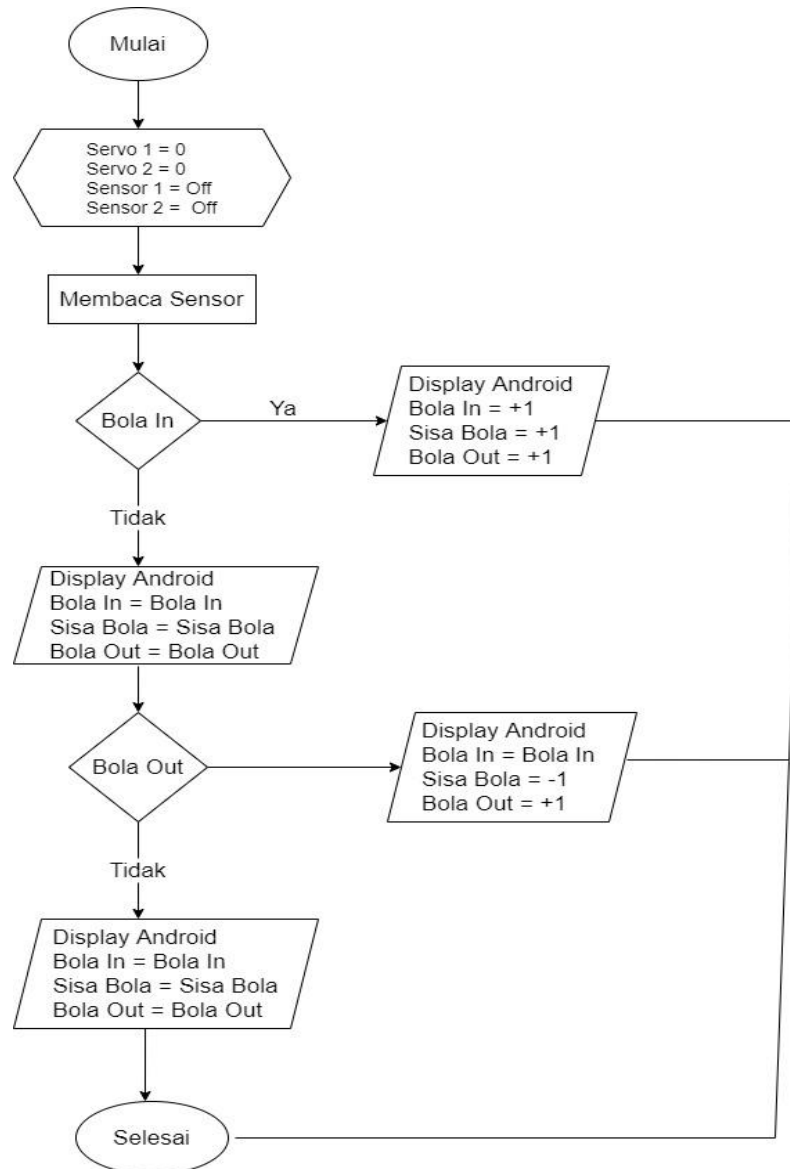 Mulai
Servo 1 = 0
Servo 2 = 0
Sensor 1 = Off
Sensor 2 = Off
Membaca Sensor
Bola In
Ya
Display Android
Bola In = +1
Sisa Bola = +1
Bola Out = +1
Tidak
Display Android
Bola In = Bola In
Sisa Bola = Sisa Bola
Bola Out = Bola Out
Bola Out
Display Android
Bola In = Bola In
Sisa Bola = -1
Bola Out = +1
Tidak
Display Android
Bola In = Bola In
Sisa Bola = Sisa Bola
Bola Out = Bola Out
Selesai